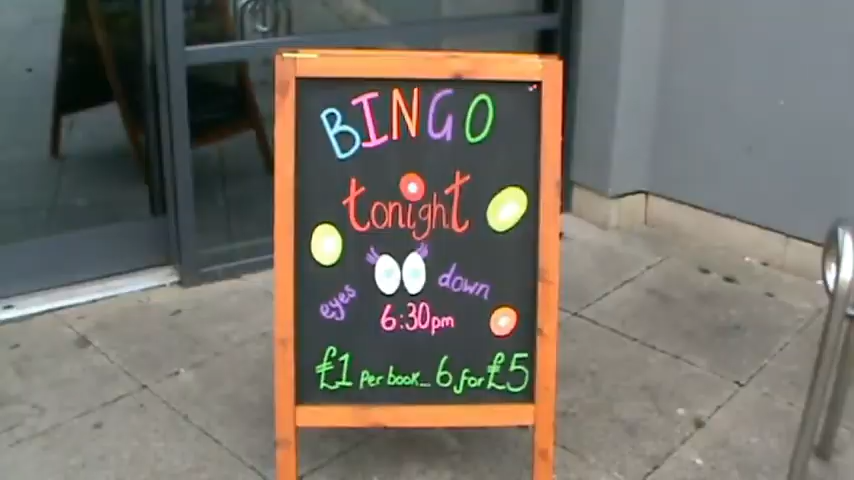 BINGO
tonight
eyes down
6:30pm
£1 Per book_ 6 for £5